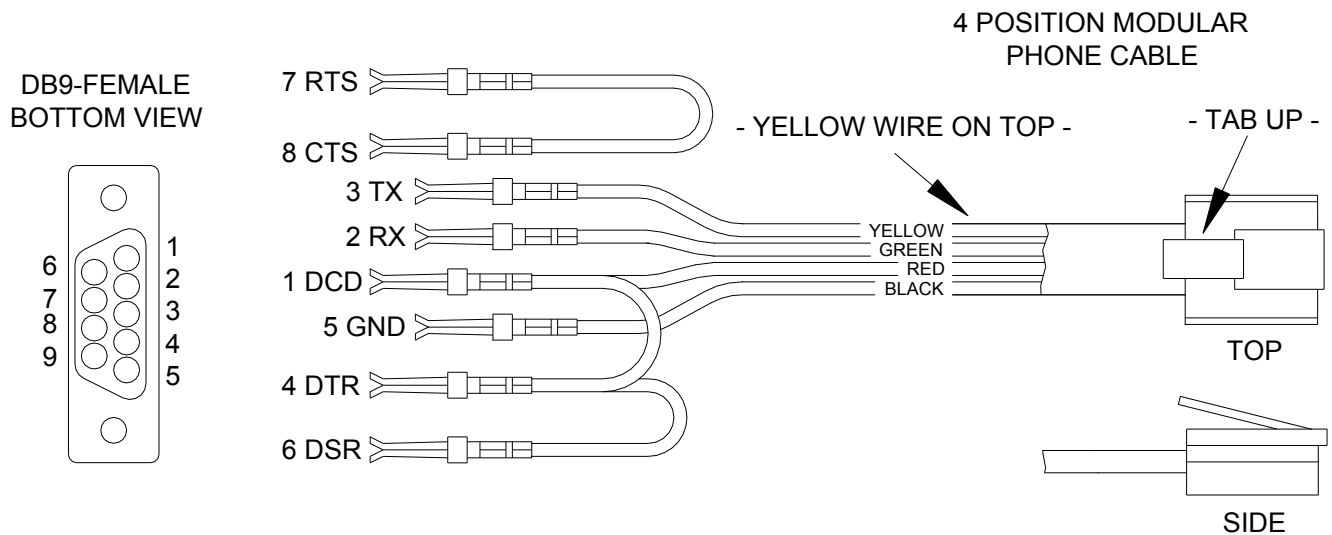 4 POSITION MODULAR
PHONE CABLE
DB9-FEMALE
BOTTOM VIEW
7 RTS
8 CTS
3 TX
2 RX
1 DCD
5 GND
4 DTR
6 DSR
- YELLOW WIRE ON TOP -
- TAB UP -
YELLOW
GREEN
RED
BLACK
1
6
2
7
3
8
4
9
5
TOP
SIDE